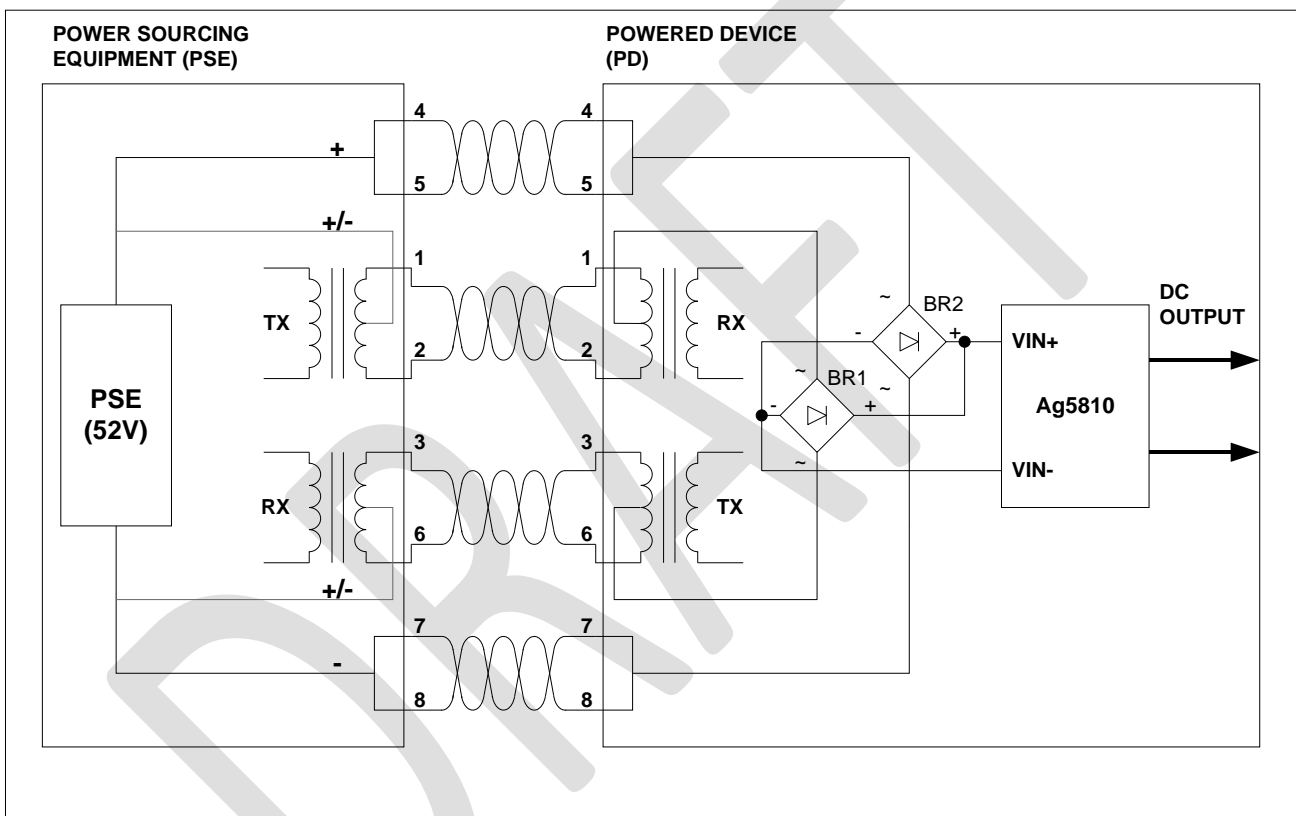 POWER SOURCING
EQUIPMENT (PSE)
POWERED DEVICE
(PD)
4
4
+
5
5
+/-
1
1
TX
RX
2
2
PSE
(52V)
~
BR2
-
+
~
BR1
~
-
+
~
VIN+
Ag5810
VIN-
DC
OUTPUT
3
3
RX
TX
6
6
+/-
7
7
-
8
8
DRAFT